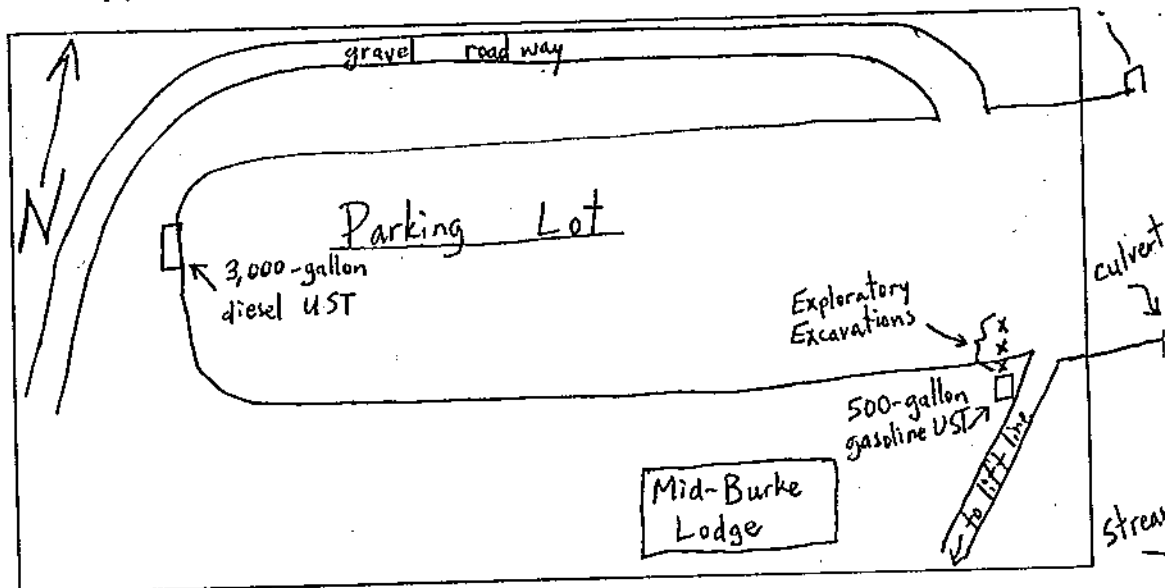 gravel road way
N
Parking Lot
3,000-gallon
diesel UST
culvert
Exploratory
Excavations
x
x
x
500-gallon
gasoline UST
to lift line
Mid-Burke
Lodge
Strea